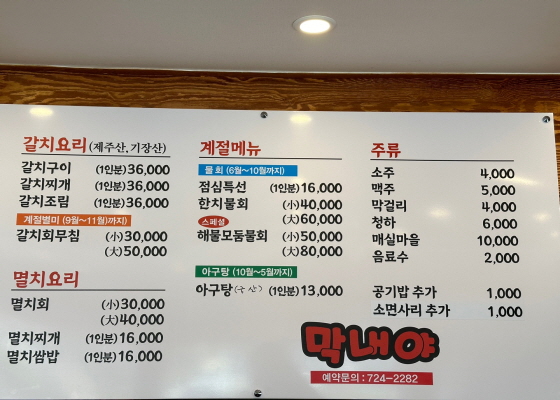 갈치요리 (제주산, 기장산)
갈치구이 (1인분) 36,000
갈치찌개 (1인분) 36,000
갈치조림 (1인분) 36,000
계절별미 (9월~11월까지)
갈치회무침 (小) 30,000
(大) 50,000
멸치요리
멸치회 (小) 30,000
(大) 40,000
멸치찌개 (1인분) 16,000
멸치쌈밥 (1인분) 16,000
계절메뉴
물회 (6월~10월까지)
점심특선 (1인분) 16,000
한치물회 (小) 40,000
(大) 60,000
스페셜
해물모둠물회 (小) 50,000
(大) 80,000
아구탕 (10월~5월까지)
아구탕 (국산) (1인분) 13,000
주류
소주 4,000
맥주 5,000
막걸리 4,000
청하 6,000
매실마을 10,000
음료수 2,000
공기밥 추가 1,000
소면사리 추가 1,000
막내야
예약문의 : 724-2282